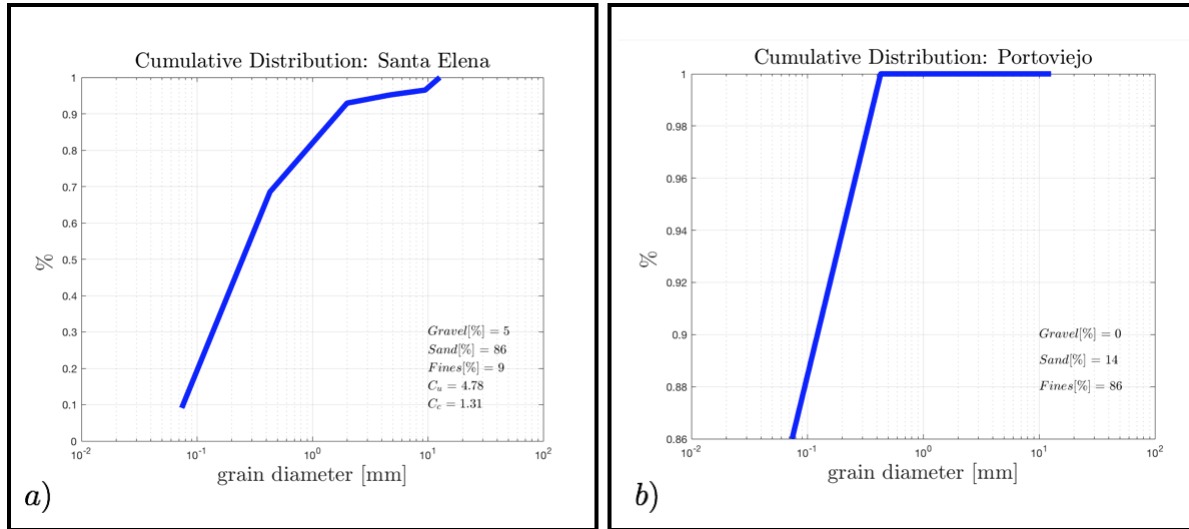 Cumulative Distribution: Santa Elena
1
0.9
0.8
0.7
0.6
0.5
0.4
0.3
0.2
0.1
0
%
Gravel[%] = 5
Sand[%] = 86
Fines[%] = 9
C_u = 4.78
C_c = 1.31
10^-2 10^-1 10^0 10^1 10^2
grain diameter [mm]
a)
Cumulative Distribution: Portoviejo
1
0.98
0.96
0.94
0.92
0.9
0.88
0.86
%
Gravel[%] = 0
Sand[%] = 14
Fines[%] = 86
10^-2 10^-1 10^0 10^1 10^2
grain diameter [mm]
b)